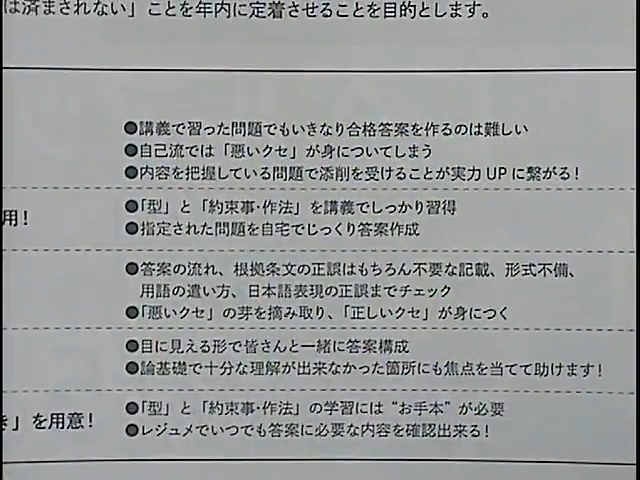 は済まされない」ことを年内に定着させることを目的とします。
●講義で習った問題でもいきなり合格答案を作るのは難しい
●自己流では「悪いクセ」が身についてしまう
●内容を把握している問題で添削を受けることが実力UPに繋がる！
用！
●「型」と「約束事・作法」を講義でしっかり習得
●指定された問題を自宅でじっくり答案作成
●答案の流れ、根拠条文の正誤はもちろん不要な記載、形式不備、
用語の遣い方、日本語表現の正誤までチェック
●「悪いクセ」の芽を摘み取り、「正しいクセ」が身につく
●目に見える形で皆さんと一緒に答案構成
●論基礎で十分な理解が出来なかった箇所にも焦点を当てて助けます！
き」を用意！
●「型」と「約束事・作法」の学習には“お手本”が必要
●レジュメでいつでも答案に必要な内容を確認出来る！